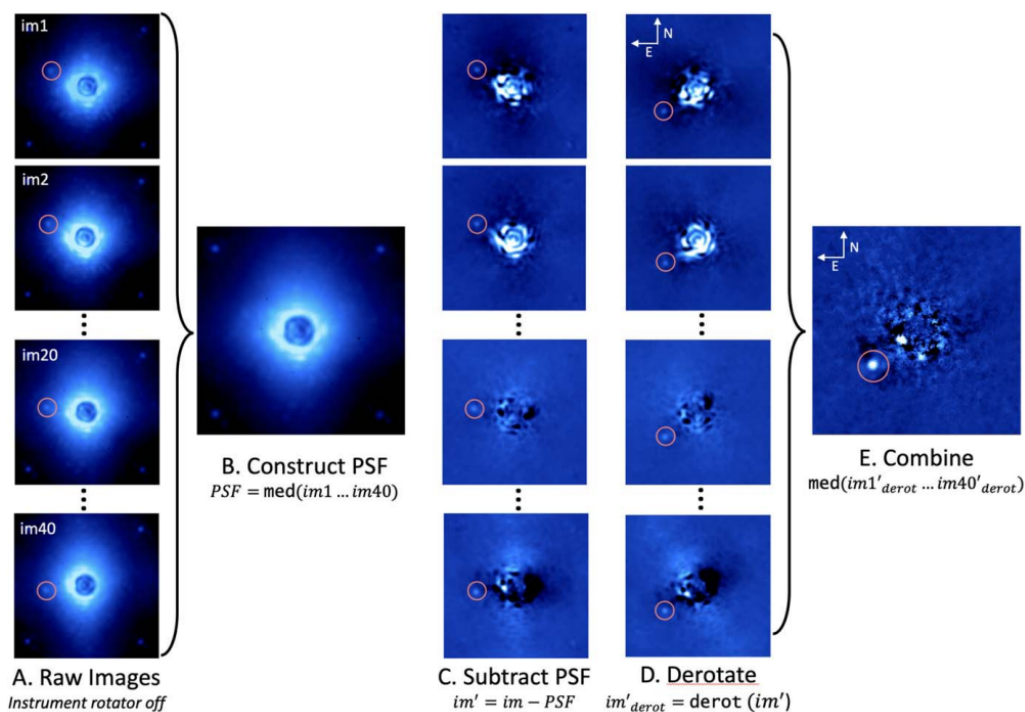 im1
im2
im20
im40
A. Raw Images
Instrument rotator off
B. Construct PSF
PSF = med(im1 … im40)
C. Subtract PSF
im′ = im − PSF
N
E
D. Derotate
im′derot = derot (im′)
N
E
E. Combine
med(im1′derot … im40′derot)